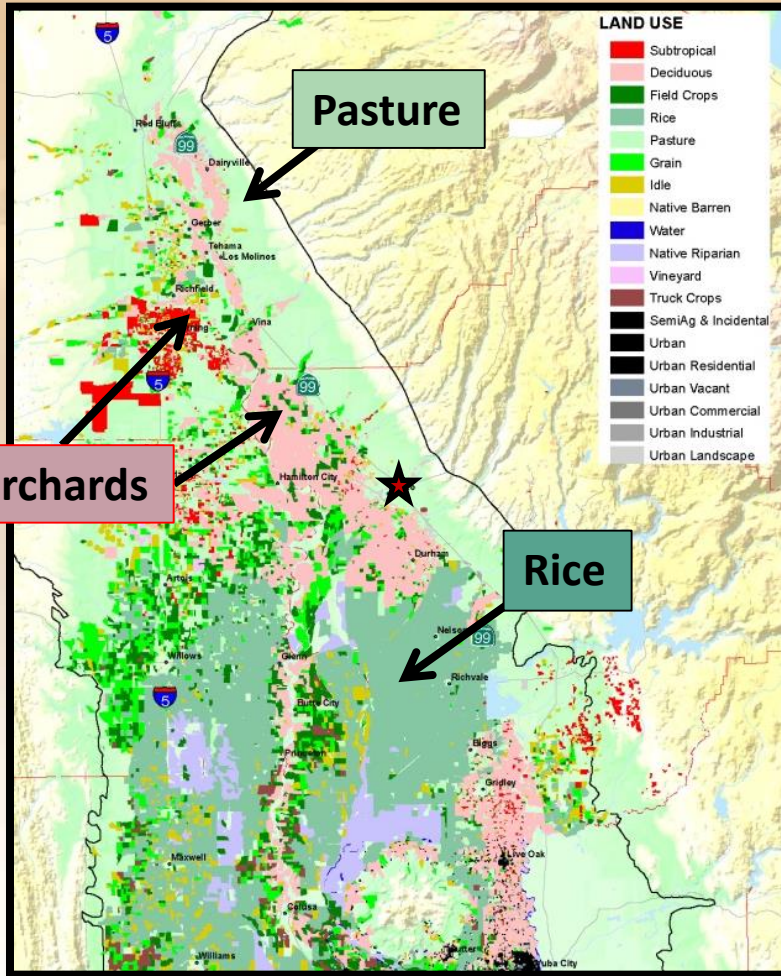 5
LAND USE
Subtropical
Deciduous
Field Crops
Rice
Pasture
Grain
Idle
Native Barren
Water
Native Riparian
Vineyard
Truck Crops
SemiAg & Incidental
Urban
Urban Residential
Urban Vacant
Urban Commercial
Urban Industrial
Urban Landscape
Pasture
Red Bluff
99
Dairyville
Gerber
Tehama
Los Molinos
Richfield
Vina
5
99
rchards
Hamilton City
Durham
Rice
Artois
Nelson
99
Willows
Glenn
Richvale
5
Butte City
Biggs
Princeton
Gridley
Maxwell
Live Oak
Colusa
Williams
Yuba City